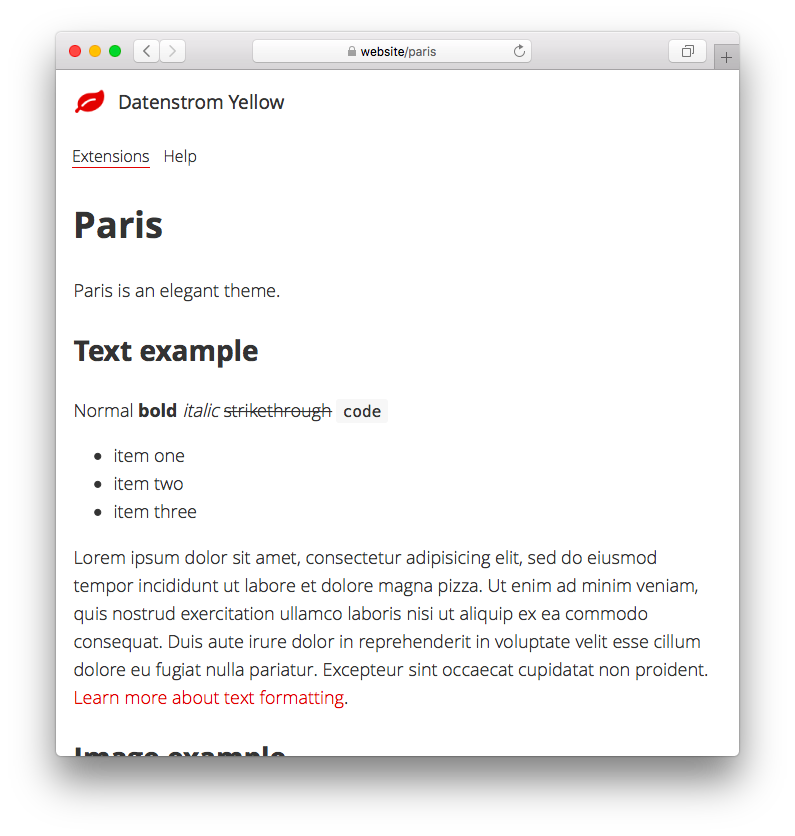 website/paris
Datenstrom Yellow
Extensions Help
Paris
Paris is an elegant theme.
Text example
Normal bold italic strikethrough code
• item one
• item two
• item three
Lorem ipsum dolor sit amet, consectetur adipisicing elit, sed do eiusmod
tempor incididunt ut labore et dolore magna pizza. Ut enim ad minim veniam,
quis nostrud exercitation ullamco laboris nisi ut aliquip ex ea commodo
consequat. Duis aute irure dolor in reprehenderit in voluptate velit esse cillum
dolore eu fugiat nulla pariatur. Excepteur sint occaecat cupidatat non proident.
Learn more about text formatting.
Image example